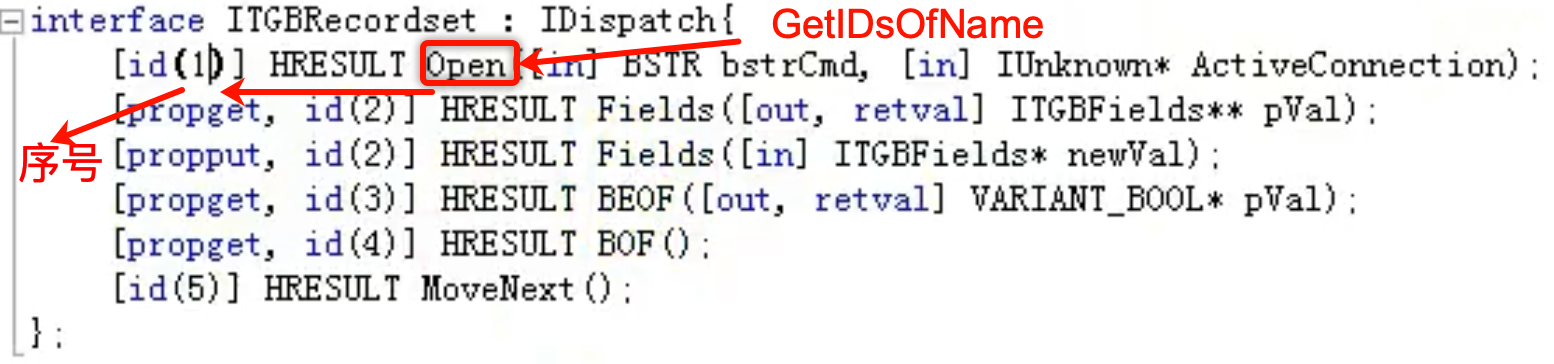 interface ITGBRecordset : IDispatch{
GetIDsOfName
[id(1)] HRESULT Open([in] BSTR bstrCmd, [in] IUnknown* ActiveConnection);
[propget, id(2)] HRESULT Fields([out, retval] ITGBFields** pVal);
序号
[propput, id(2)] HRESULT Fields([in] ITGBFields* newVal);
[propget, id(3)] HRESULT BEOF([out, retval] VARIANT_BOOL* pVal);
[propget, id(4)] HRESULT BOF();
[id(5)] HRESULT MoveNext();
};